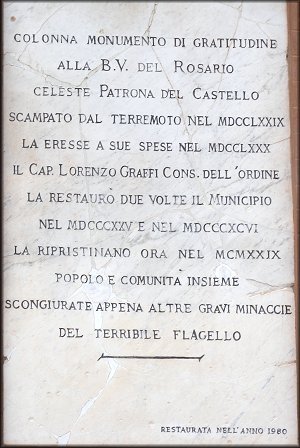 COLONNA MONUMENTO DI GRATITUDINE
ALLA B.V. DEL ROSARIO
CELESTE PATRONA DEL CASTELLO
SCAMPATO DAL TERREMOTO NEL MDCCLXXIX
LA ERESSE A SUE SPESE NEL MDCCLXXX
IL CAP. LORENZO GRAFFI CONS. DELL'ORDINE
LA RESTAURÒ DUE VOLTE IL MUNICIPIO
NEL MDCCCXXV E NEL MDCCCXCVI
LA RIPRISTINANO ORA NEL MCMXXIX
POPOLO E COMUNITÀ INSIEME
SCONGIURATE APPENA ALTRE GRAVI MINACCIE
DEL TERRIBILE FLAGELLO
RESTAURATA NELL'ANNO 1980